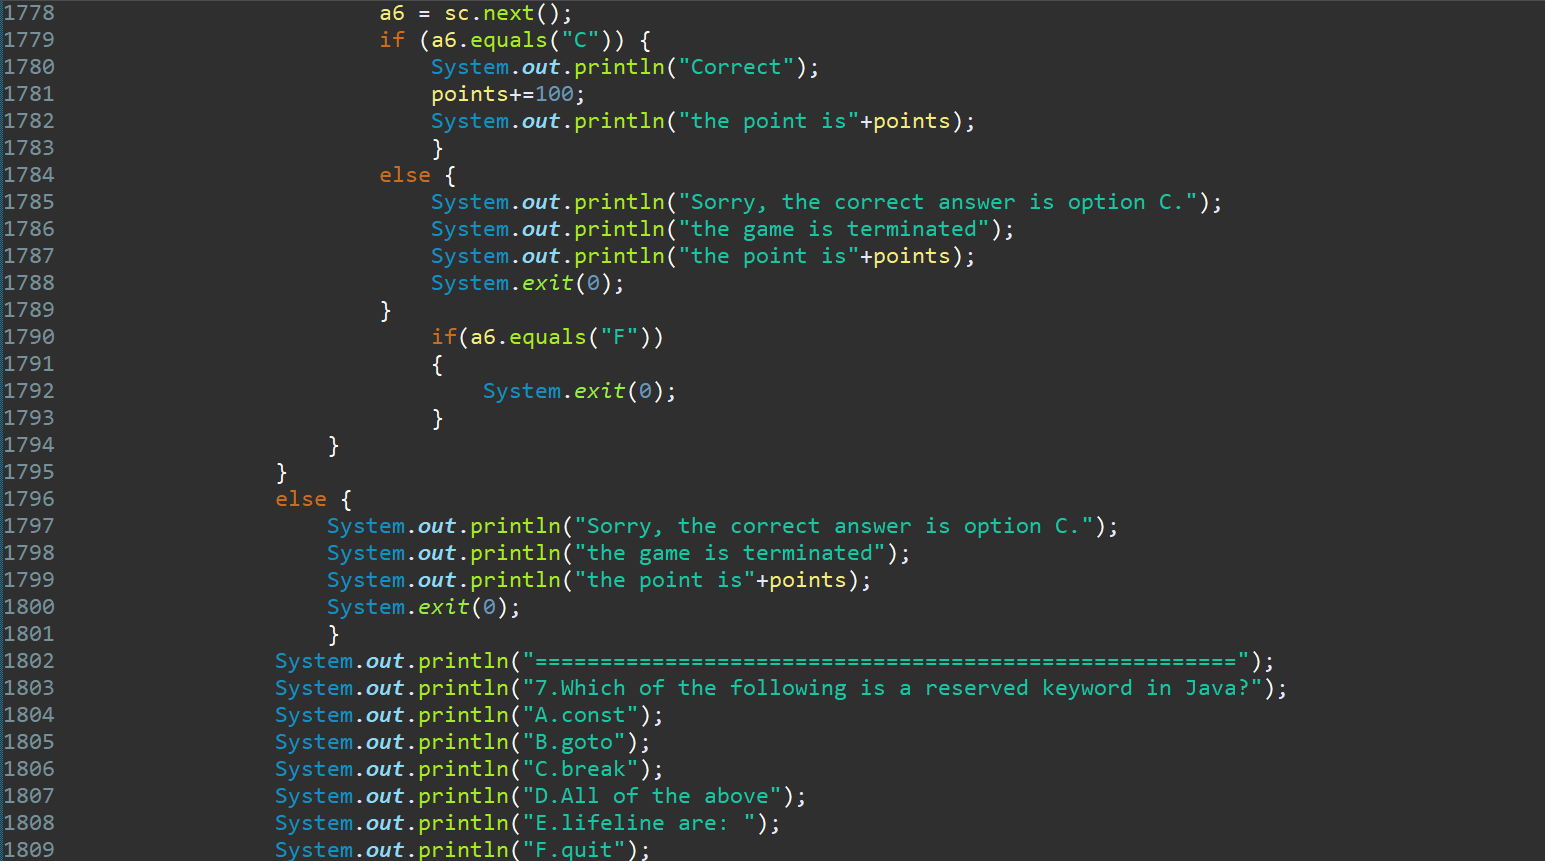 1778 a6 = sc.next();
1779 if (a6.equals("C")) {
1780 System.out.println("Correct");
1781 points+=100;
1782 System.out.println("the point is"+points);
1783 }
1784 else {
1785 System.out.println("Sorry, the correct answer is option C.");
1786 System.out.println("the game is terminated");
1787 System.out.println("the point is"+points);
1788 System.exit(0);
1789 }
1790 if(a6.equals("F"))
1791 {
1792 System.exit(0);
1793 }
1794 }
1795 }
1796 else {
1797 System.out.println("Sorry, the correct answer is option C.");
1798 System.out.println("the game is terminated");
1799 System.out.println("the point is"+points);
1800 System.exit(0);
1801 }
1802 System.out.println("======================================================");
1803 System.out.println("7.Which of the following is a reserved keyword in Java?");
1804 System.out.println("A.const");
1805 System.out.println("B.goto");
1806 System.out.println("C.break");
1807 System.out.println("D.All of the above");
1808 System.out.println("E.lifeline are: ");
1809 System.out.println("F.quit");